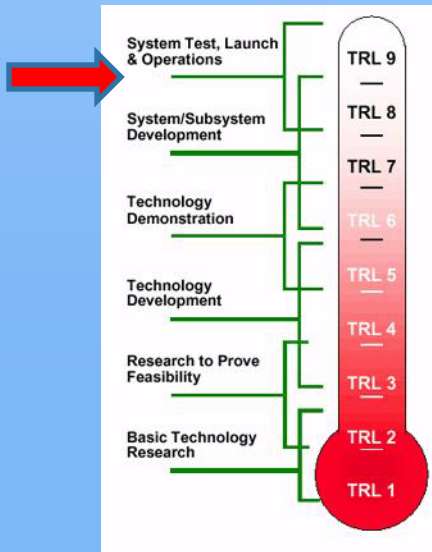 System Test, Launch
& Operations
System/Subsystem
Development
Technology
Demonstration
Technology
Development
Research to Prove
Feasibility
Basic Technology
Research
TRL 9
TRL 8
TRL 7
TRL 6
TRL 5
TRL 4
TRL 3
TRL 2
TRL 1